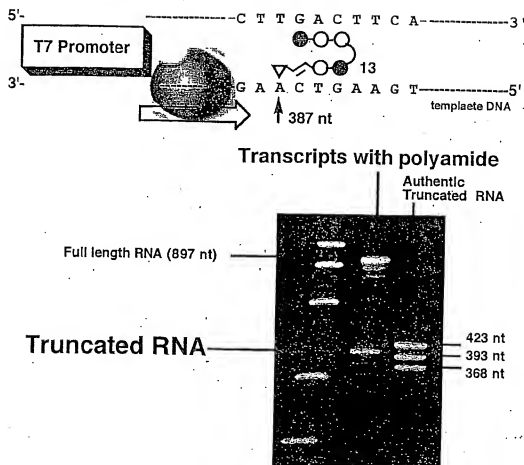 5'- --------C T T G A C T T C A----------3'
T7 Promoter
13
3'- G A A C T G A A G T-----5'
templaete DNA
387 nt
Transcripts with polyamide
Authentic
Truncated RNA
Full length RNA (897 nt)
Truncated RNA
423 nt
393 nt
368 nt